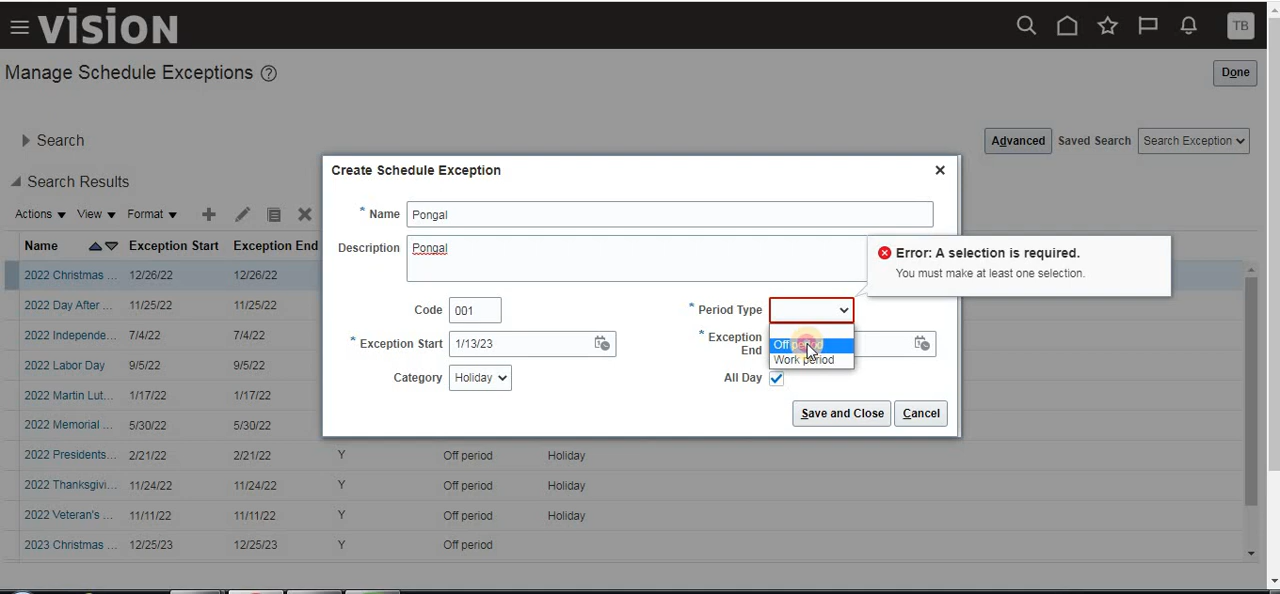 VISION
TB
Manage Schedule Exceptions ?
Done
Search
Advanced Saved Search Search Exception
Search Results
Actions View Format
Name Exception Start Exception End
2022 Christmas ... 12/26/22 12/26/22
2022 Day After ... 11/25/22 11/25/22
2022 Independe... 7/4/22 7/4/22
2022 Labor Day 9/5/22 9/5/22
2022 Martin Lut... 1/17/22 1/17/22
2022 Memorial ... 5/30/22 5/30/22
2022 Presidents... 2/21/22 2/21/22 Y Off period Holiday
2022 Thanksgivi... 11/24/22 11/24/22 Y Off period Holiday
2022 Veteran's ... 11/11/22 11/11/22 Y Off period Holiday
2023 Christmas ... 12/25/23 12/25/23 Y Off period
Create Schedule Exception
* Name Pongal
Description Pongal
Error: A selection is required.
You must make at least one selection.
Code 001
* Period Type
* Exception Start 1/13/23
* Exception
End
Off period
Work period
Category Holiday
All Day
Save and Close Cancel